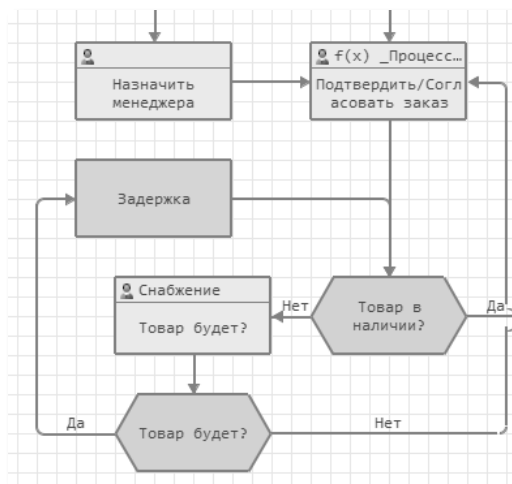 f(x) _Процесс…
Назначить
менеджера
Подтвердить/Согл
асовать заказ
Задержка
Снабжение
Товар будет?
Нет
Товар в
наличии?
Да
Да
Товар будет?
Нет